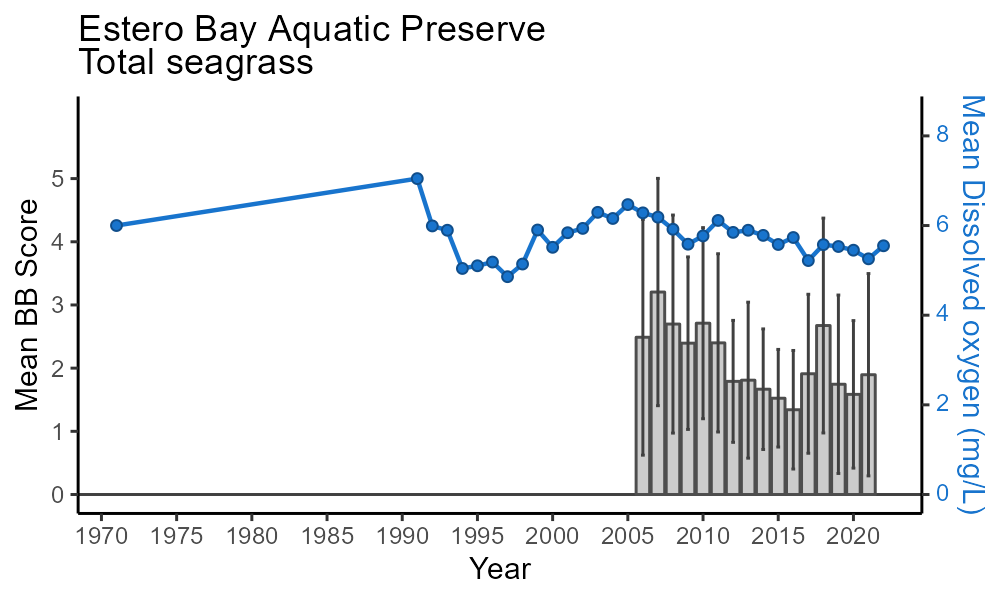 Estero Bay Aquatic Preserve
Total seagrass
Mean BB Score
5
4
3
2
1
0
Mean Dissolved oxygen (mg/L)
8
6
4
2
0
1970 1975 1980 1985 1990 1995 2000 2005 2010 2015 2020
Year